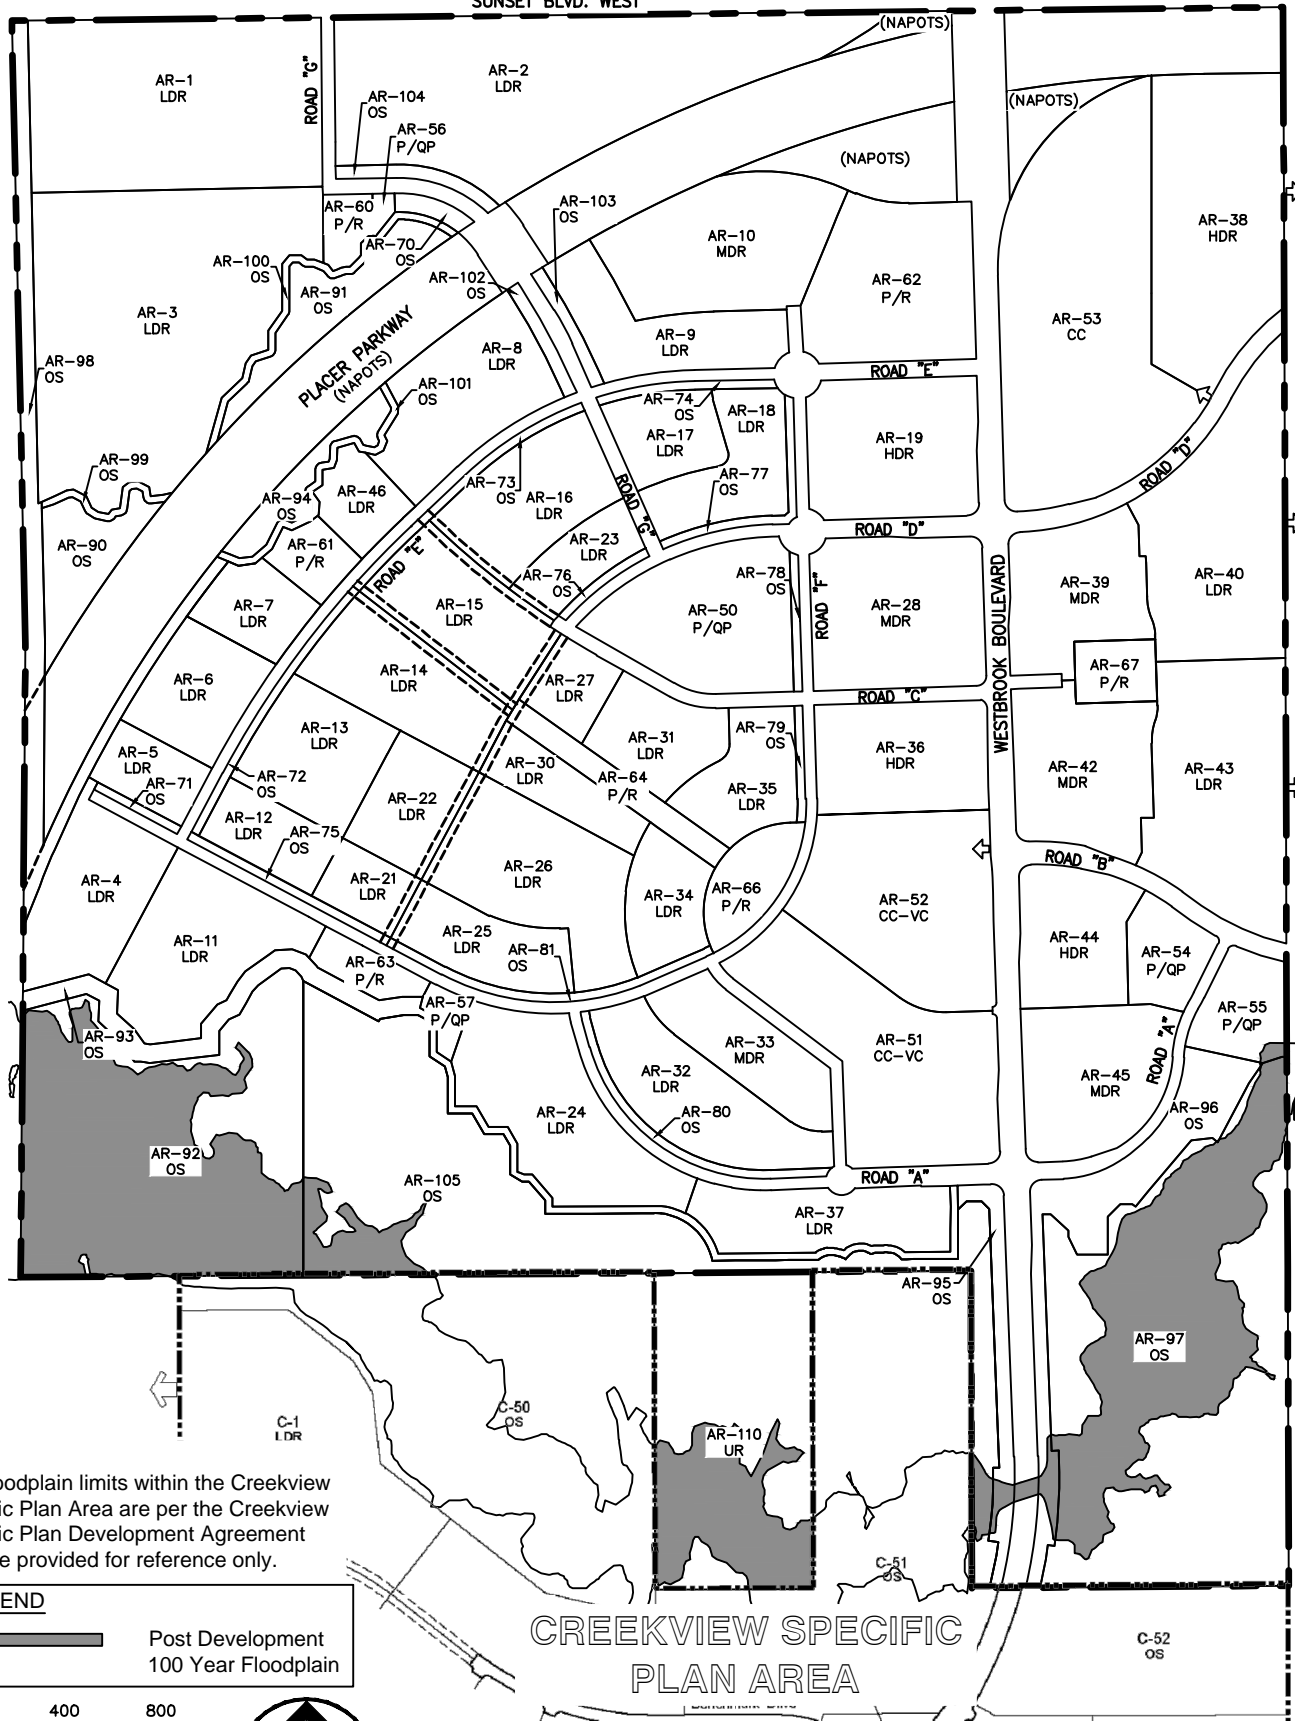 SUNSET BLVD. WEST
(NAPOTS)
AR-1
LDR
ROAD "G"
AR-2
LDR
AR-104
OS
AR-56
P/QP
(NAPOTS)
(NAPOTS)
AR-60
P/R
AR-103
OS
AR-38
HDR
AR-70
OS
AR-10
MDR
AR-100
OS
AR-102
OS
AR-62
P/R
AR-91
OS
AR-3
LDR
AR-53
CC
PLACER PARKWAY
(NAPOTS)
AR-8
LDR
AR-9
LDR
AR-98
OS
ROAD "E"
AR-101
OS
AR-74
OS
AR-18
LDR
AR-17
LDR
AR-19
HDR
ROAD "D"
AR-99
OS
AR-73
OS
AR-77
OS
AR-46
LDR
AR-94
OS
AR-16
LDR
ROAD "G"
AR-90
OS
AR-61
P/R
ROAD "E"
AR-23
LDR
ROAD "D"
AR-76
OS
AR-78
OS
AR-39
MDR
AR-40
LDR
AR-7
LDR
AR-15
LDR
AR-50
P/QP
ROAD "F"
AR-28
MDR
WESTBROOK BOULEVARD
AR-6
LDR
AR-14
LDR
AR-27
LDR
AR-67
P/R
ROAD "C"
AR-13
LDR
AR-31
LDR
AR-79
OS
AR-36
HDR
AR-5
LDR
AR-71
OS
AR-72
OS
AR-30
LDR
AR-64
P/R
AR-42
MDR
AR-43
LDR
AR-35
LDR
AR-22
LDR
AR-12
LDR
AR-75
OS
ROAD "B"
AR-4
LDR
AR-21
LDR
AR-26
LDR
AR-34
LDR
AR-66
P/R
AR-52
CC-VC
AR-11
LDR
AR-25
LDR
AR-81
OS
AR-44
HDR
AR-54
P/QP
AR-63
P/R
AR-57
P/QP
AR-55
P/QP
AR-93
OS
AR-33
MDR
AR-51
CC-VC
ROAD "A"
AR-32
LDR
AR-45
MDR
AR-24
LDR
AR-80
OS
AR-96
OS
AR-92
OS
AR-105
OS
ROAD "A"
AR-37
LDR
AR-95
OS
AR-97
OS
C-1
LDR
C-50
OS
AR-110
UR
oodplain limits within the Creekview
ic Plan Area are per the Creekview
ic Plan Development Agreement
e provided for reference only.
C-51
OS
END
Post Development
100 Year Floodplain
CREEKVIEW SPECIFIC
PLAN AREA
C-52
OS
400 800